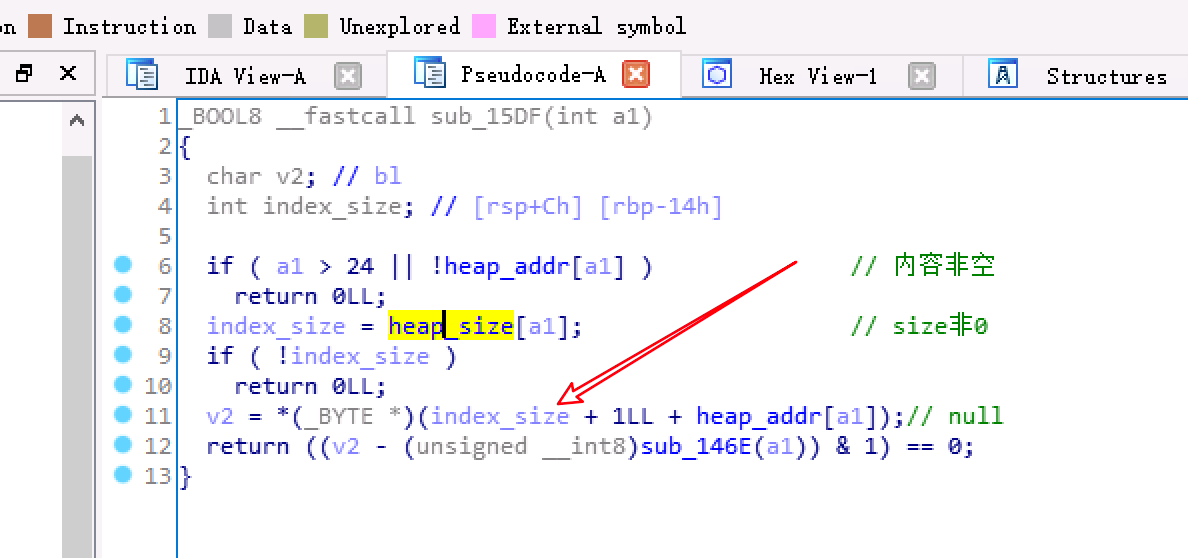 on Instruction Data Unexplored External symbol
IDA View-A Pseudocode-A Hex View-1 Structures
1 _BOOL8 __fastcall sub_15DF(int a1)
2 {
3 char v2; // bl
4 int index_size; // [rsp+Ch] [rbp-14h]
5
6 if ( a1 > 24 || !heap_addr[a1] ) // 内容非空
7 return 0LL;
8 index_size = heap_size[a1]; // size非0
9 if ( !index_size )
10 return 0LL;
11 v2 = *(_BYTE *)(index_size + 1LL + heap_addr[a1]);// null
12 return ((v2 - (unsigned __int8)sub_146E(a1)) & 1) == 0;
13 }